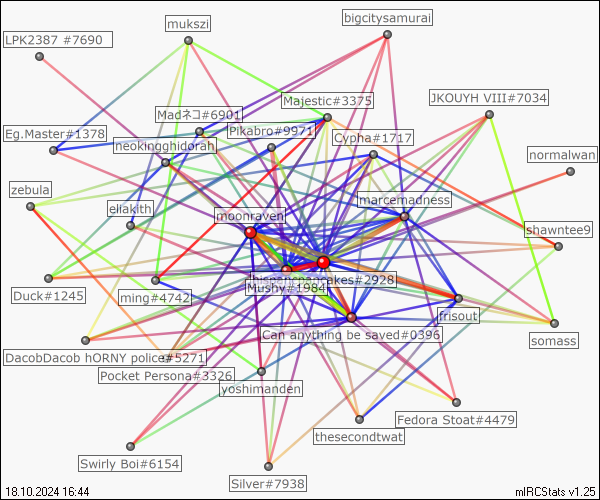 mukszi
bigcitysamurai
LPK2387 #7690
Majestic#3375
JKOUYH VIII#7034
Madネコ#6901
Pikabro#9971
Eg.Master#1378
neokingghidorah
Cypha#1717
normalwan
zebula
eliaklth
marcemadness
moonraven
shawntee9
hispanicpancakes#2928
Mushy#1984
Duck#1245
ming#4742
frisout
Can anything be saved#0396
somass
DacobDacob hORNY police#5271
Pocket Persona#3326
yoshimanden
Fedora Stoat#4479
thesecondtwat
Swirly Boi#6154
Silver#7938
18.10.2024 16:44
mIRCStats v1.25